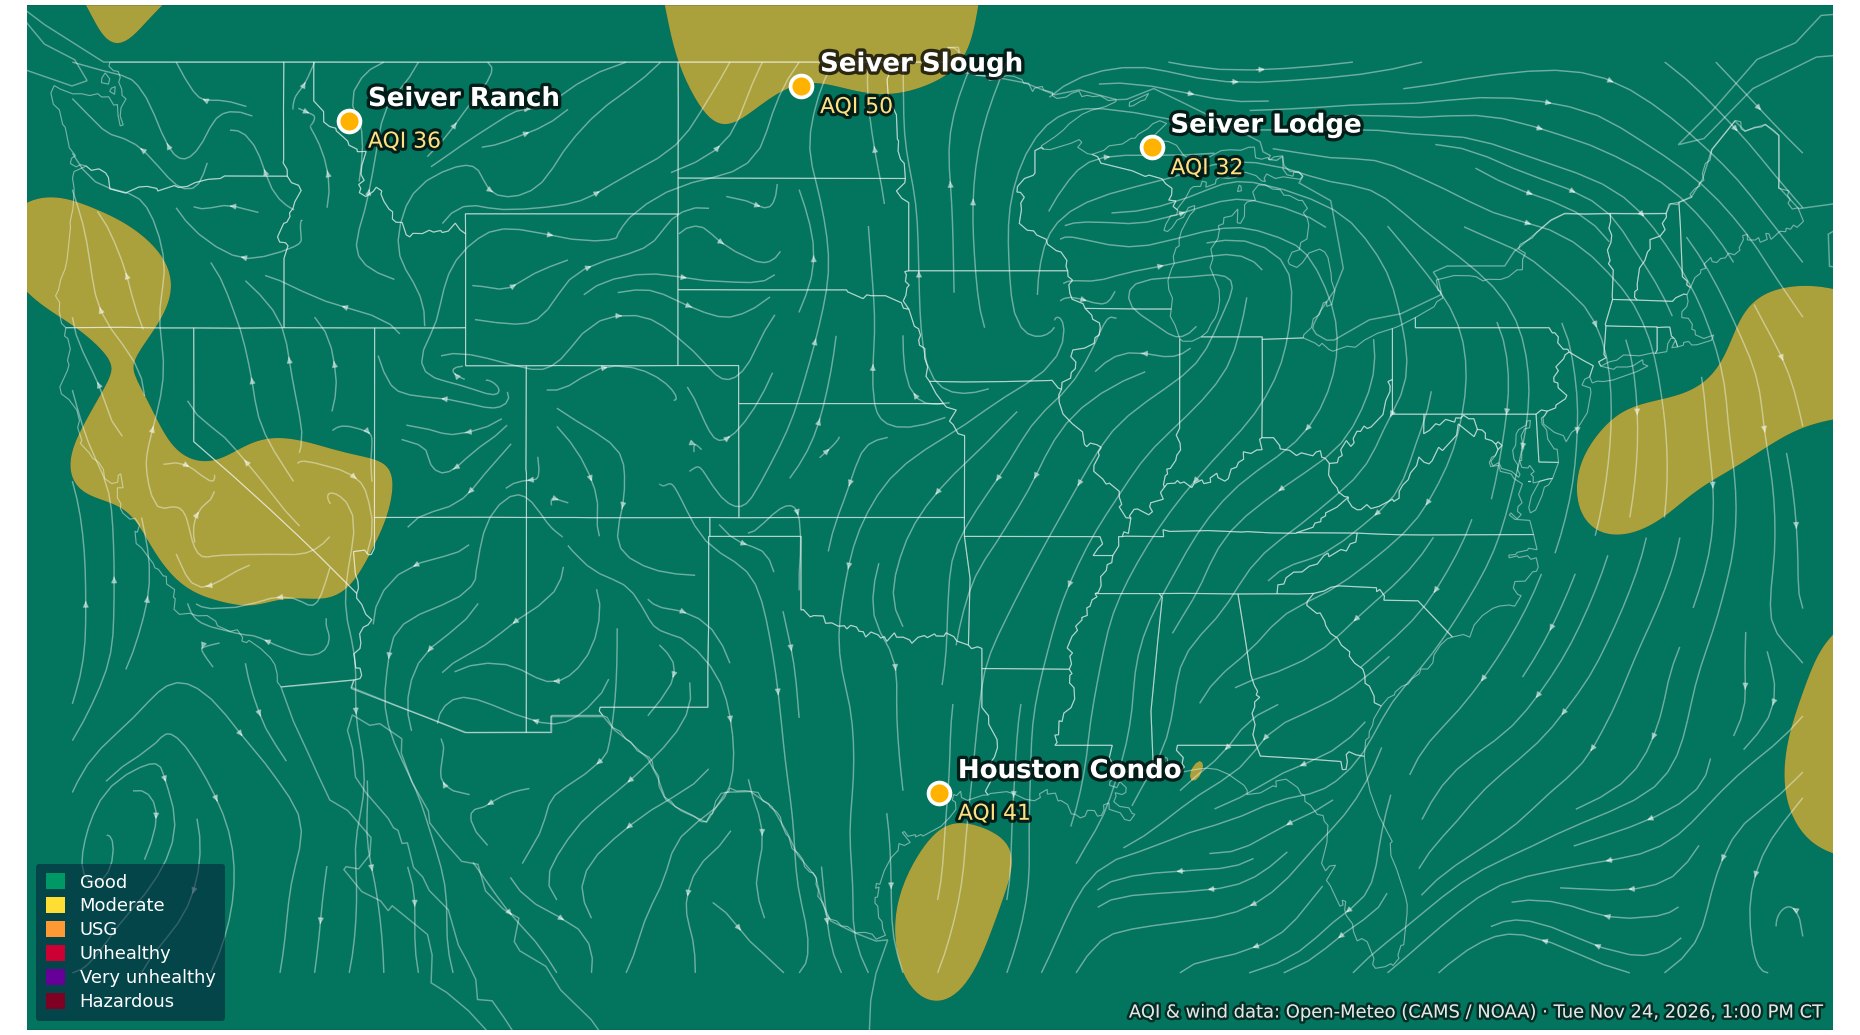 Seiver Slough
AQI 50
Seiver Ranch
AQI 36
Seiver Lodge
AQI 32
Houston Condo
AQI 41
Good
Moderate
USG
Unhealthy
Very unhealthy
Hazardous
AQI & wind data: Open-Meteo (CAMS / NOAA) · Tue Nov 24, 2026, 1:00 PM CT